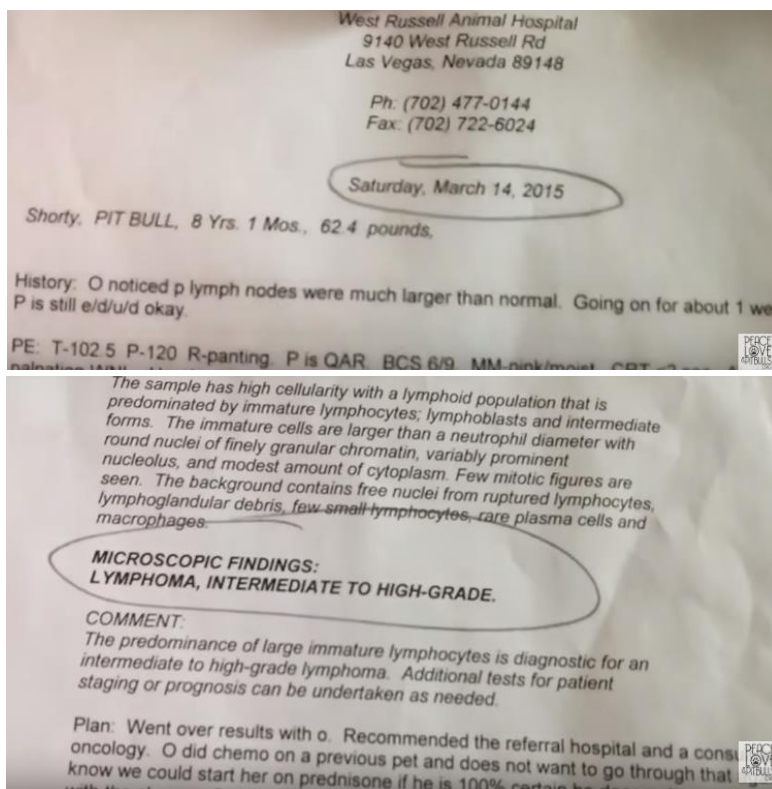 West Russell Animal Hospital
9140 West Russell Rd
Las Vegas, Nevada 89148
Ph: (702) 477-0144
Fax: (702) 722-6024
Saturday, March 14, 2015
Shorty, PIT BULL, 8 Yrs. 1 Mos., 62.4 pounds,
History: O noticed p lymph nodes were much larger than normal. Going on for about 1 we
P is still e/d/u/d okay.
PE: T-102.5 P-120 R-panting. P is QAR. BCS 6/9. MM-pink/moist. CRT
PEACE
LOVE
&PITBULLS
The sample has high cellularity with a lymphoid population that is
predominated by immature lymphocytes; lymphoblasts and intermediate
forms. The immature cells are larger than a neutrophil diameter with
round nuclei of finely granular chromatin, variably prominent
nucleolus, and modest amount of cytoplasm. Few mitotic figures are
seen. The background contains free nuclei from ruptured lymphocytes,
lymphoglandular debris, few small lymphocytes, rare plasma cells and
macrophages.
MICROSCOPIC FINDINGS:
LYMPHOMA, INTERMEDIATE TO HIGH-GRADE.
COMMENT:
The predominance of large immature lymphocytes is diagnostic for an
intermediate to high-grade lymphoma. Additional tests for patient
staging or prognosis can be undertaken as needed.
Plan: Went over results with o. Recommended the referral hospital and a consu
oncology. O did chemo on a previous pet and does not want to go through that
know we could start her on prednisone if he is 100% certain he
PEACE
LOVE
&PITBULLS